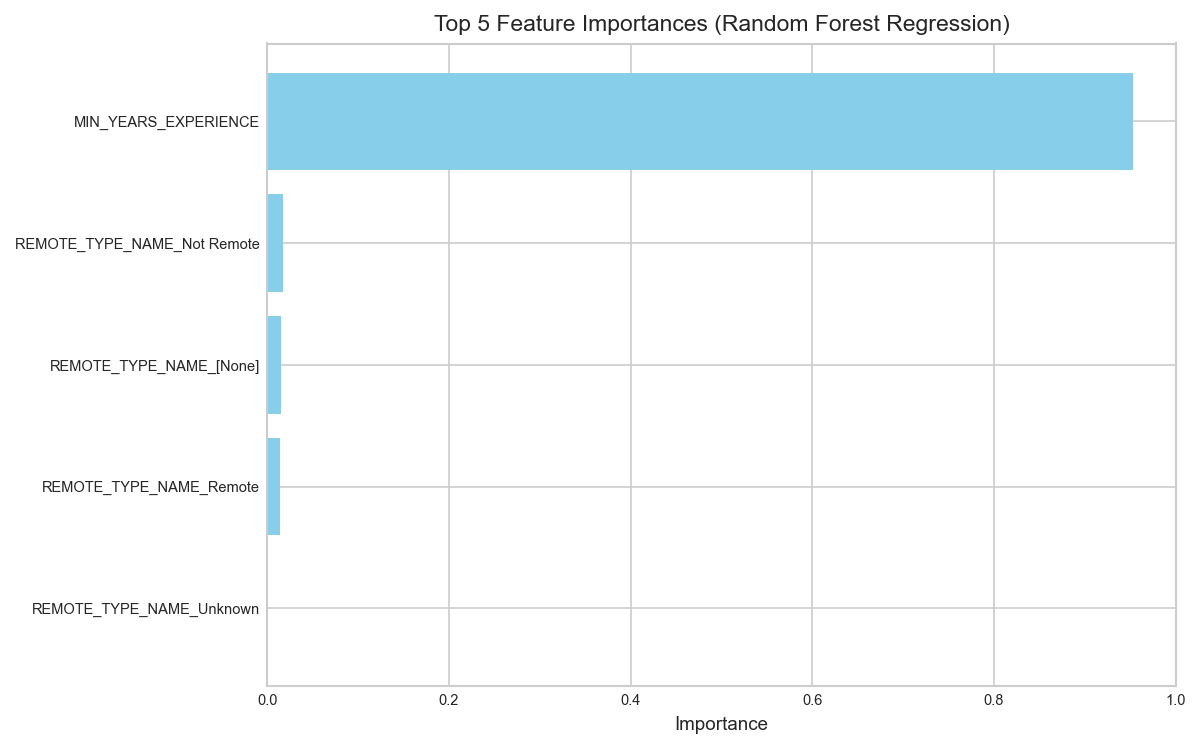 Top 5 Feature Importances (Random Forest Regression)
MIN_YEARS_EXPERIENCE
REMOTE_TYPE_NAME_Not Remote
REMOTE_TYPE_NAME_[None]
REMOTE_TYPE_NAME_Remote
REMOTE_TYPE_NAME_Unknown
0.0 0.2 0.4 0.6 0.8 1.0
Importance